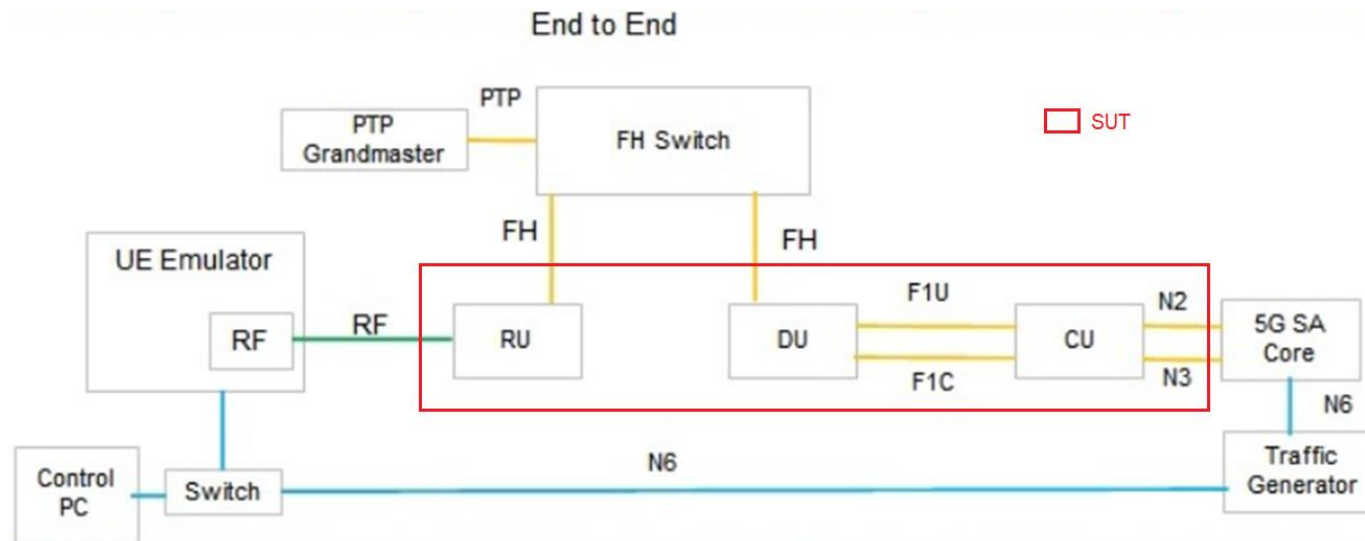 End to End
PTP
PTP
Grandmaster
FH Switch
SUT
FH
FH
UE Emulator
RF
RF
RU
DU
F1U
F1C
CU
N2
N3
5G SA
Core
N6
Control
PC
Switch
N6
Traffic
Generator